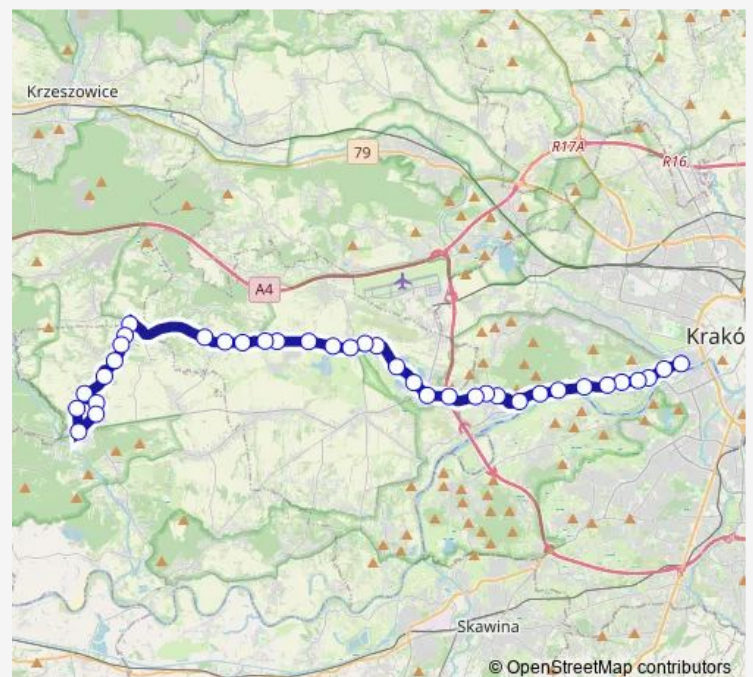 Krzeszowice
79
R17A
R16
A4
Krakó
Skawina
© OpenStreetMap contributors